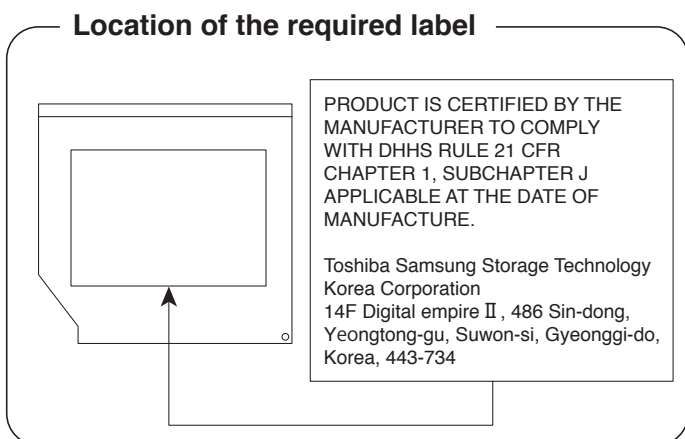 Location of the required label
PRODUCT IS CERTIFIED BY THE
MANUFACTURER TO COMPLY
WITH DHHS RULE 21 CFR
CHAPTER 1, SUBCHAPTER J
APPLICABLE AT THE DATE OF
MANUFACTURE.
Toshiba Samsung Storage Technology
Korea Corporation
14F Digital empire Ⅱ , 486 Sin-dong,
Yeongtong-gu, Suwon-si, Gyeonggi-do,
Korea, 443-734